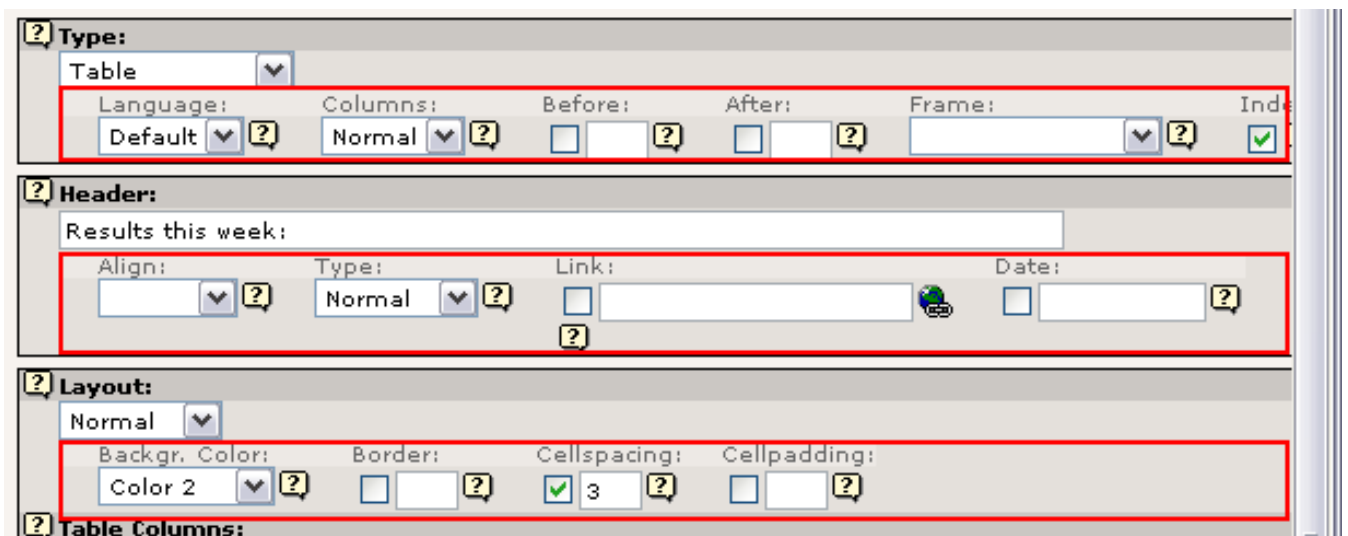 Type:
Table
Language: Columns: Before: After: Frame: Inde
Default Normal
Header:
Results this week:
Align: Type: Link: Date:
Normal
Layout:
Normal
Backgr. Color: Border: Cellspacing: Cellpadding:
Color 2 3
Table Columns: